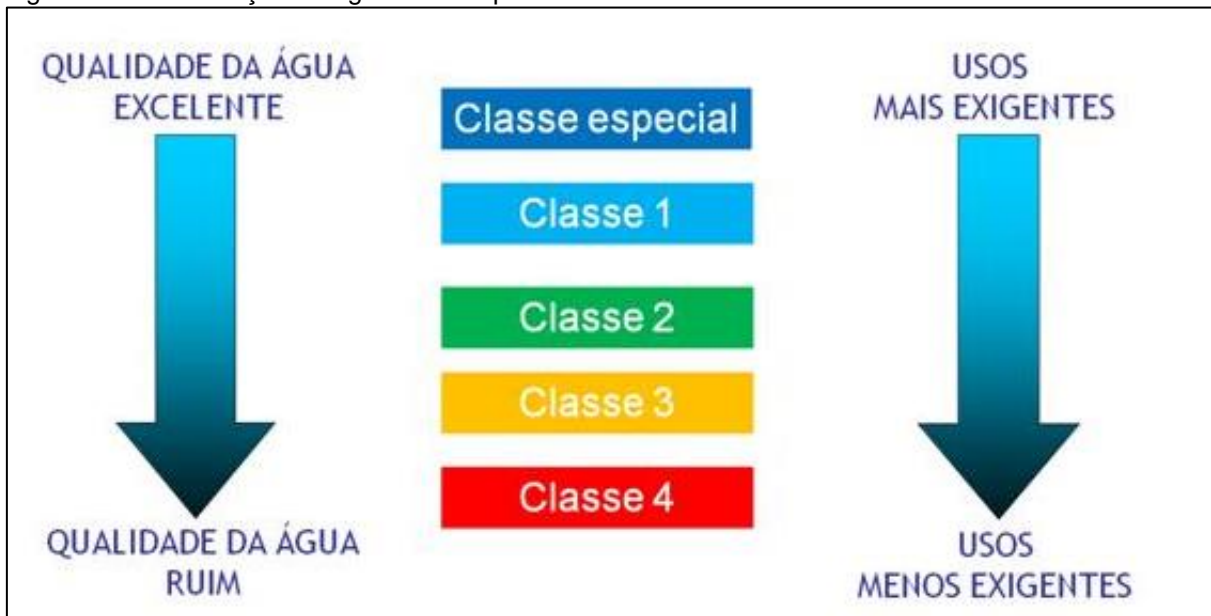 QUALIDADE DA ÁGUA
EXCELENTE
USOS
MAIS EXIGENTES
Classe especial
Classe 1
Classe 2
Classe 3
Classe 4
QUALIDADE DA ÁGUA
RUIM
USOS
MENOS EXIGENTES